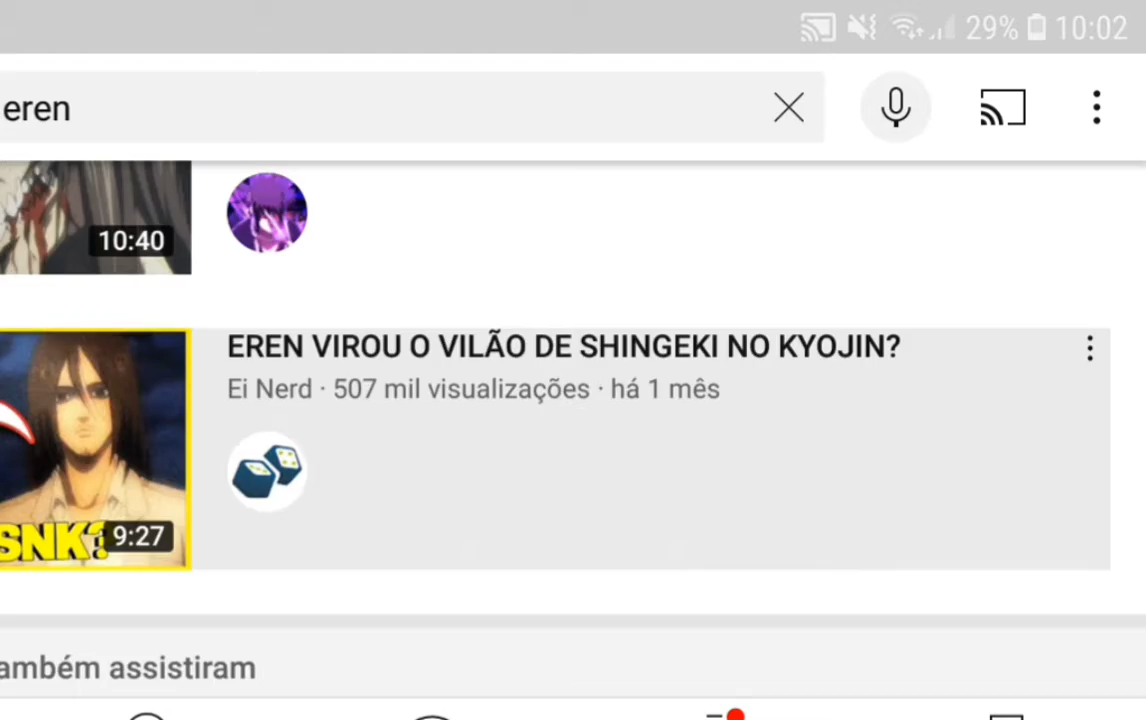 29% 10:02
eren
10:40
EREN VIROU O VILÃO DE SHINGEKI NO KYOJIN?
Ei Nerd · 507 mil visualizações · há 1 mês
SNK?
9:27
ambém assistiram